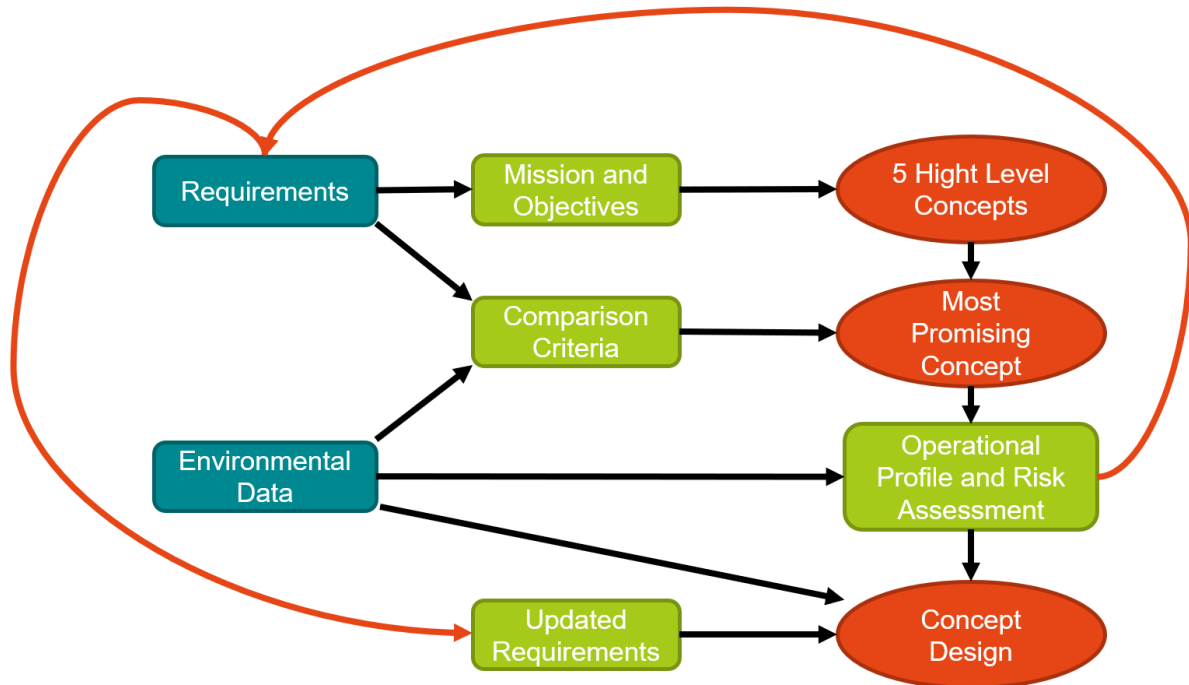 Requirements
Mission and
Objectives
5 Hight Level
Concepts
Comparison
Criteria
Most
Promising
Concept
Environmental
Data
Operational
Profile and Risk
Assessment
Updated
Requirements
Concept
Design